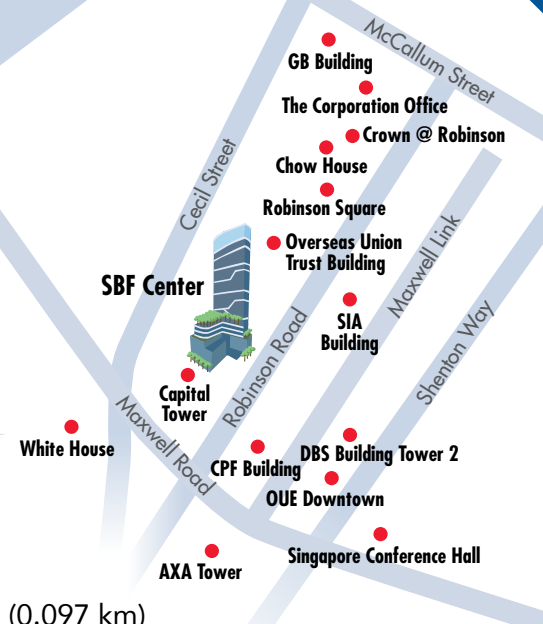 McCallum Street
GB Building
The Corporation Office
Crown @ Robinson
Chow House
Cecil Street
Robinson Square
Maxwell Link
Overseas Union
Trust Building
SBF Center
SIA
Building
Robinson Road
Shenton Way
Capital
Tower
Maxwell Road
White House
CPF Building
DBS Building Tower 2
OUE Downtown
Singapore Conference Hall
AXA Tower
(0.097 km)